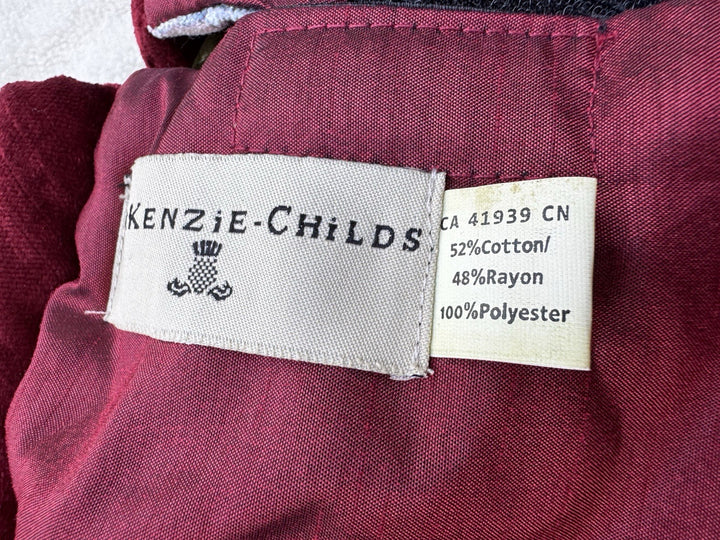 KENZiE-CHiLDS
CA 41939 CN
52%Cotton/
48%Rayon
100%Polyester